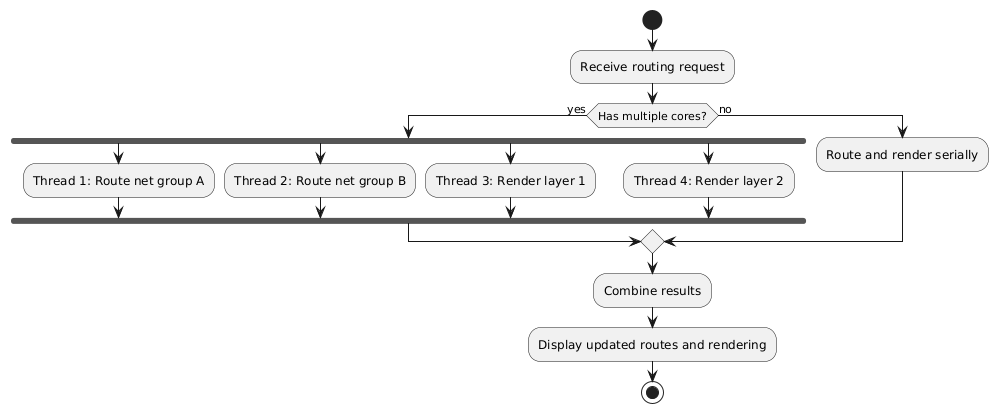 Receive routing request
Has multiple cores?
yes
no
Thread 1: Route net group A
Thread 2: Route net group B
Thread 3: Render layer 1
Thread 4: Render layer 2
Route and render serially
Combine results
Display updated routes and rendering